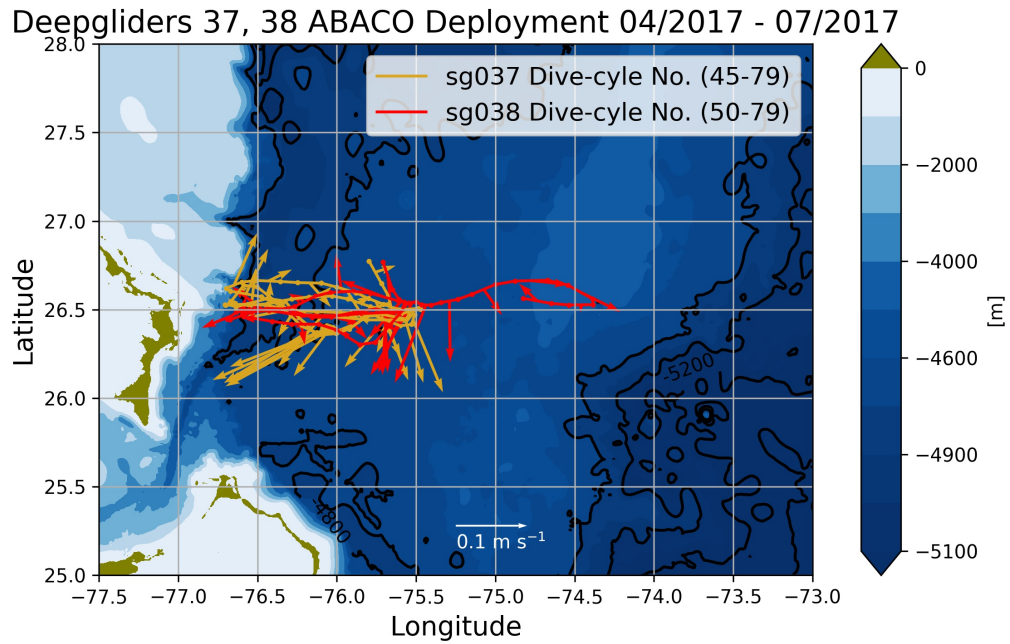 Deepgliders 37, 38 ABACO Deployment 04/2017 - 07/2017
sg037 Dive-cyle No. (45-79)
sg038 Dive-cyle No. (50-79)
28.0
27.5
27.0
26.5
26.0
25.5
25.0
Latitude
-5200
-4800
0.1 m s⁻¹
−77.5 −77.0 −76.5 −76.0 −75.5 −75.0 −74.5 −74.0 −73.5 −73.0
Longitude
0
−2000
−4000
−4600
−4900
−5100
[m]